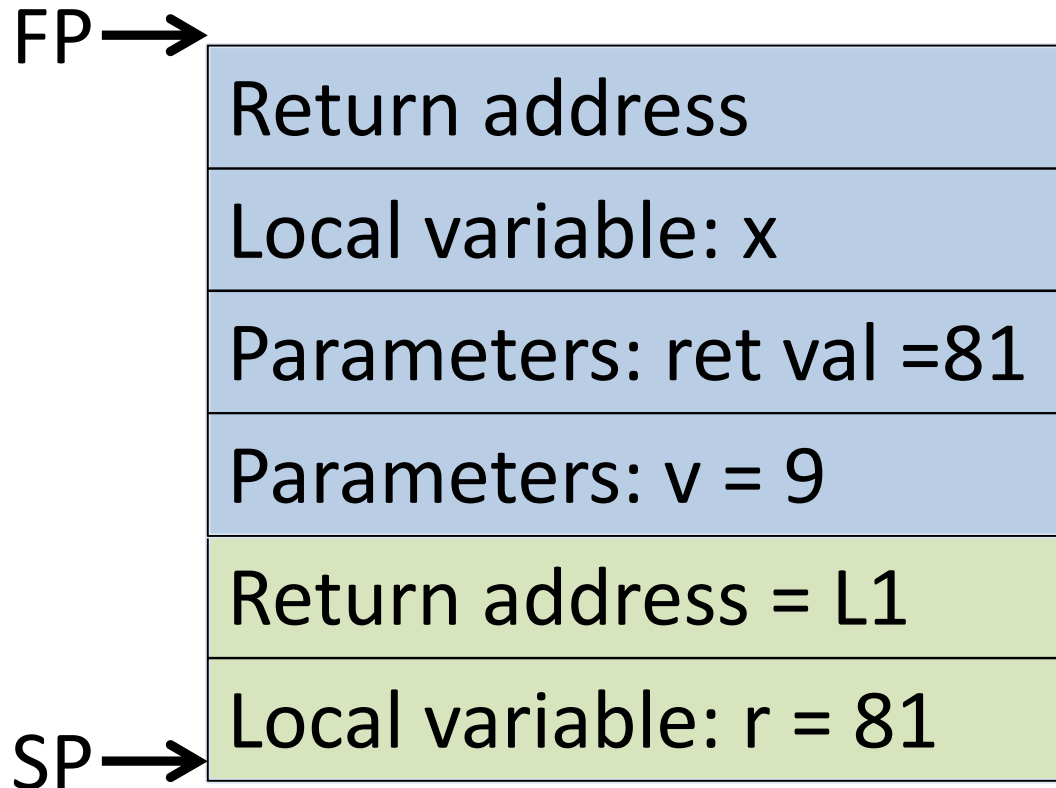 FP
Return address
Local variable: x
Parameters: ret val =81
Parameters: v = 9
Return address = L1
Local variable: r = 81
SP